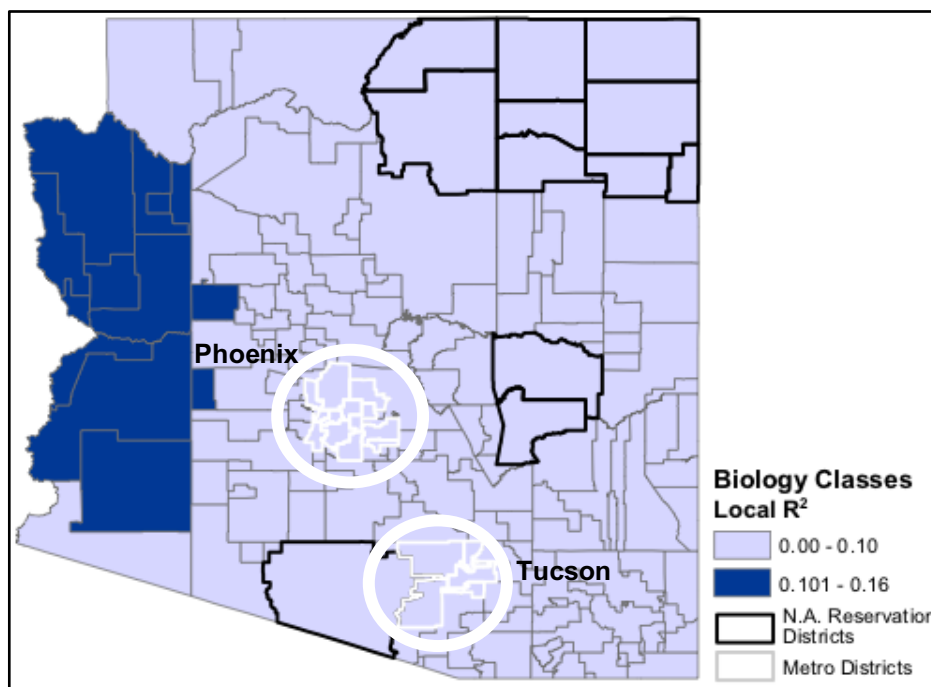 Phoenix
Tucson
Biology Classes
Local R²
0.00 - 0.10
0.101 - 0.16
N.A. Reservation
Districts
Metro Districts